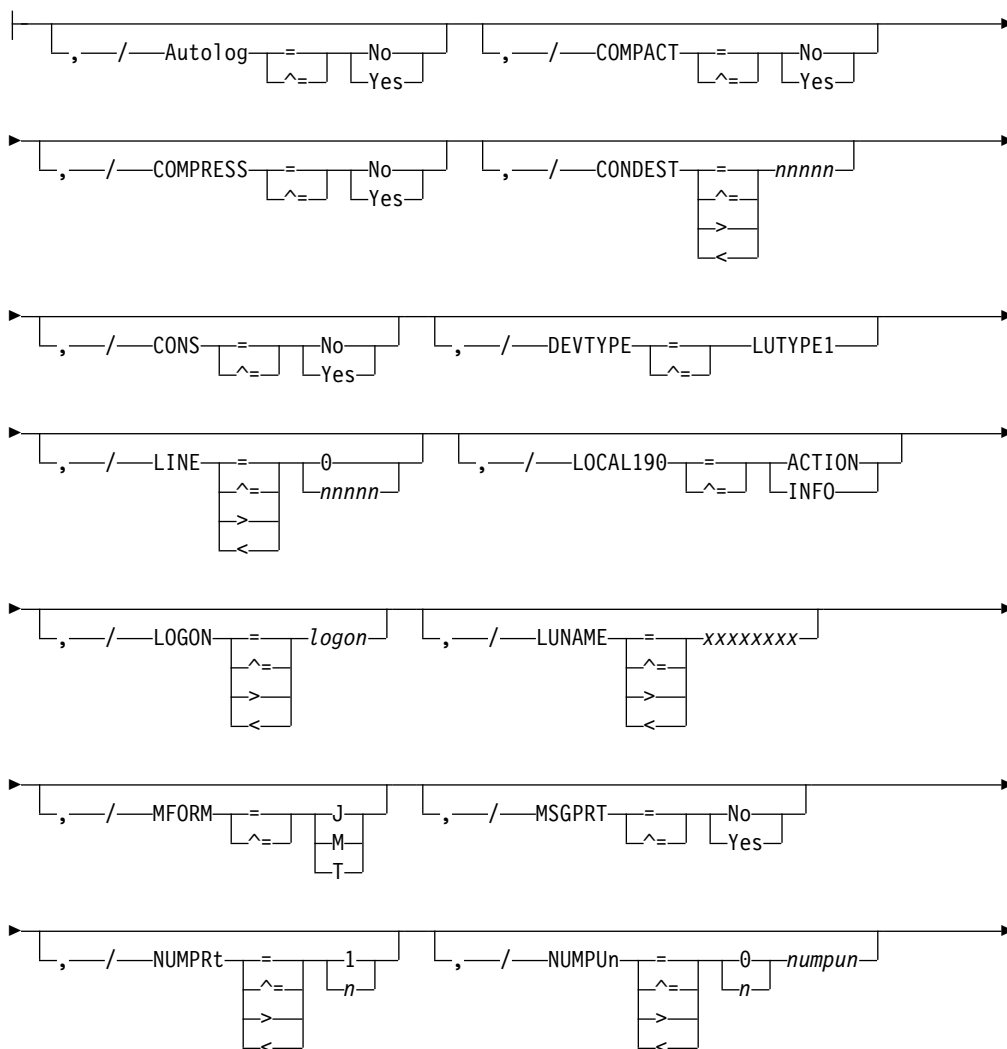 , / Autolog = No , / COMPACT = No
^= Yes ^= Yes
, / COMPRESS = No , / CONDEST = nnnnn
^= Yes ^=
>
<
, / CONS = No , / DEVTYPE = LUTYPE1
^= Yes ^=
, / LINE = 0 , / LOCAL190 = ACTION
^= nnnnn ^= INFO
>
<
, / LOGON = logon , / LUNAME = xxxxxxxx
^= ^=
> >
< <
, / MFORM = J , / MSGPRT = No
^= M ^= Yes
T
, / NUMPRt = 1 , / NUMPUn = 0 numpun
^= n ^= n
> >
< <